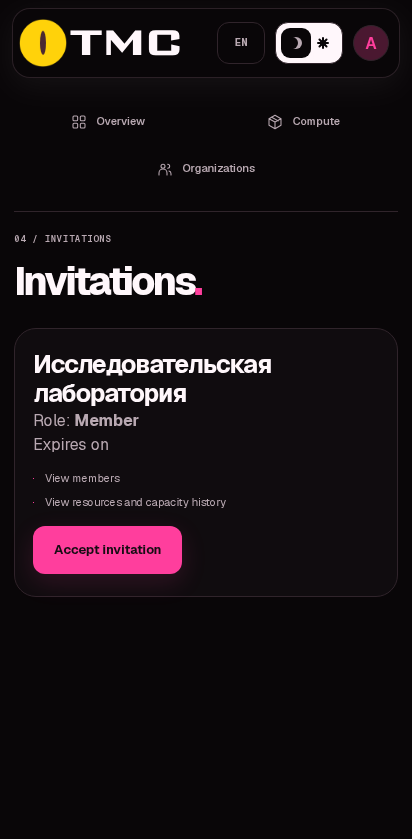 TMC
EN
A
Overview
Compute
Organizations
04 / INVITATIONS
Invitations.
Исследовательская
лаборатория
Role: Member
Expires on
· View members
· View resources and capacity history
Accept invitation